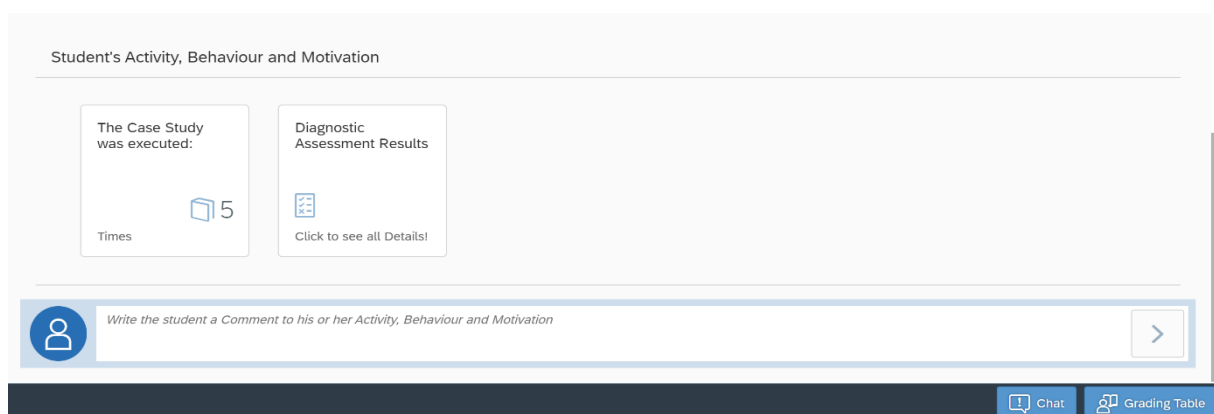 Student's Activity, Behaviour and Motivation
The Case Study
was executed:
5
Times
Diagnostic
Assessment Results
Click to see all Details!
Write the student a Comment to his or her Activity, Behaviour and Motivation
Chat
Grading Table